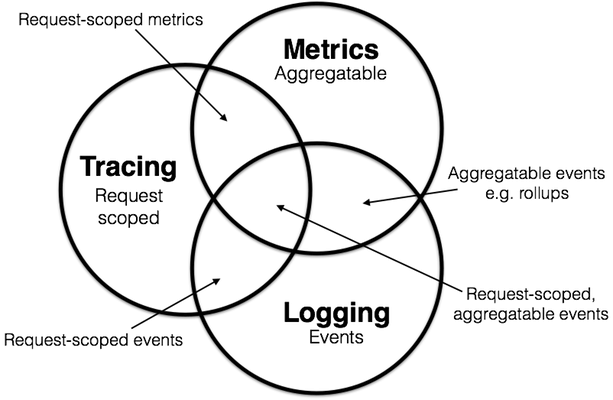 Request-scoped metrics
Metrics
Aggregatable
Tracing
Request
scoped
Aggregatable events
e.g. rollups
Request-scoped,
aggregatable events
Logging
Events
Request-scoped events